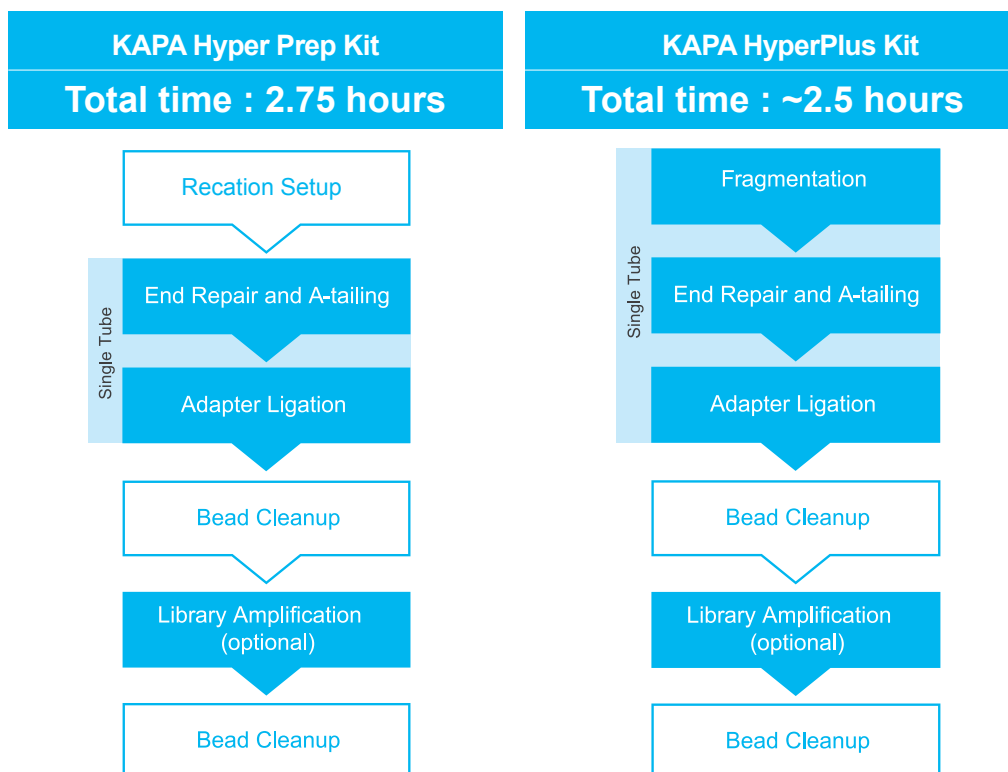 KAPA Hyper Prep Kit
Total time : 2.75 hours
Recation Setup
Single Tube
End Repair and A-tailing
Adapter Ligation
Bead Cleanup
Library Amplification
(optional)
Bead Cleanup
KAPA HyperPlus Kit
Total time : ~2.5 hours
Single Tube
Fragmentation
End Repair and A-tailing
Adapter Ligation
Bead Cleanup
Library Amplification
(optional)
Bead Cleanup